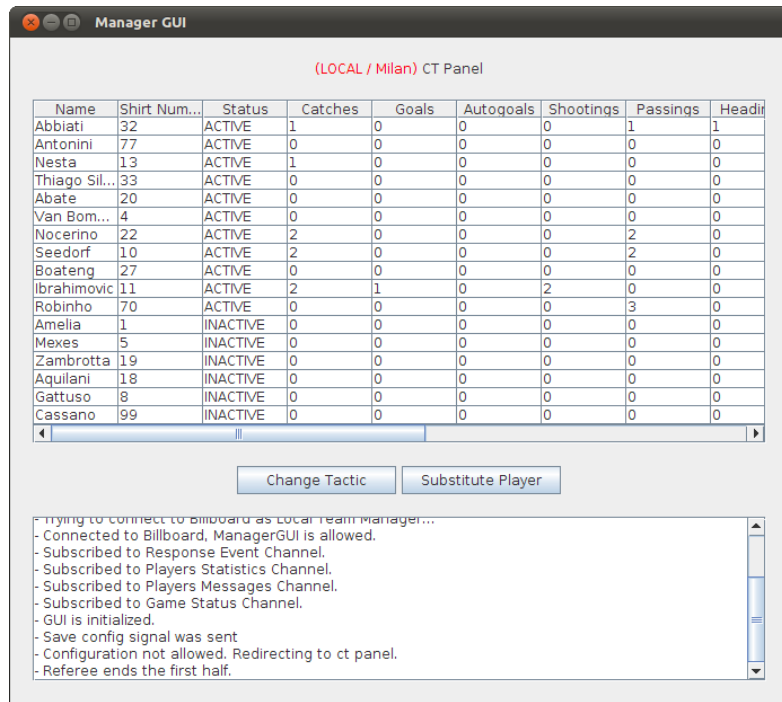 Manager GUI
(LOCAL / Milan) CT Panel
Name Shirt Num... Status Catches Goals Autogoals Shootings Passings Headin
Abbiati 32 ACTIVE 1 0 0 0 1 1
Antonini 77 ACTIVE 0 0 0 0 0 0
Nesta 13 ACTIVE 1 0 0 0 0 0
Thiago Sil... 33 ACTIVE 0 0 0 0 0 0
Abate 20 ACTIVE 0 0 0 0 0 0
Van Bom... 4 ACTIVE 0 0 0 0 0 0
Nocerino 22 ACTIVE 2 0 0 0 2 0
Seedorf 10 ACTIVE 2 0 0 0 2 0
Boateng 27 ACTIVE 0 0 0 0 0 0
Ibrahimovic 11 ACTIVE 2 1 0 2 0 0
Robinho 70 ACTIVE 0 0 0 0 3 0
Amelia 1 INACTIVE 0 0 0 0 0 0
Mexes 5 INACTIVE 0 0 0 0 0 0
Zambrotta 19 INACTIVE 0 0 0 0 0 0
Aquilani 18 INACTIVE 0 0 0 0 0 0
Gattuso 8 INACTIVE 0 0 0 0 0 0
Cassano 99 INACTIVE 0 0 0 0 0 0
Change Tactic Substitute Player
- Trying to connect to Billboard as Local Team Manager...
- Connected to Billboard, ManagerGUI is allowed.
- Subscribed to Response Event Channel.
- Subscribed to Players Statistics Channel.
- Subscribed to Players Messages Channel.
- Subscribed to Game Status Channel.
- GUI is initialized.
- Save config signal was sent
- Configuration not allowed. Redirecting to ct panel.
- Referee ends the first half.